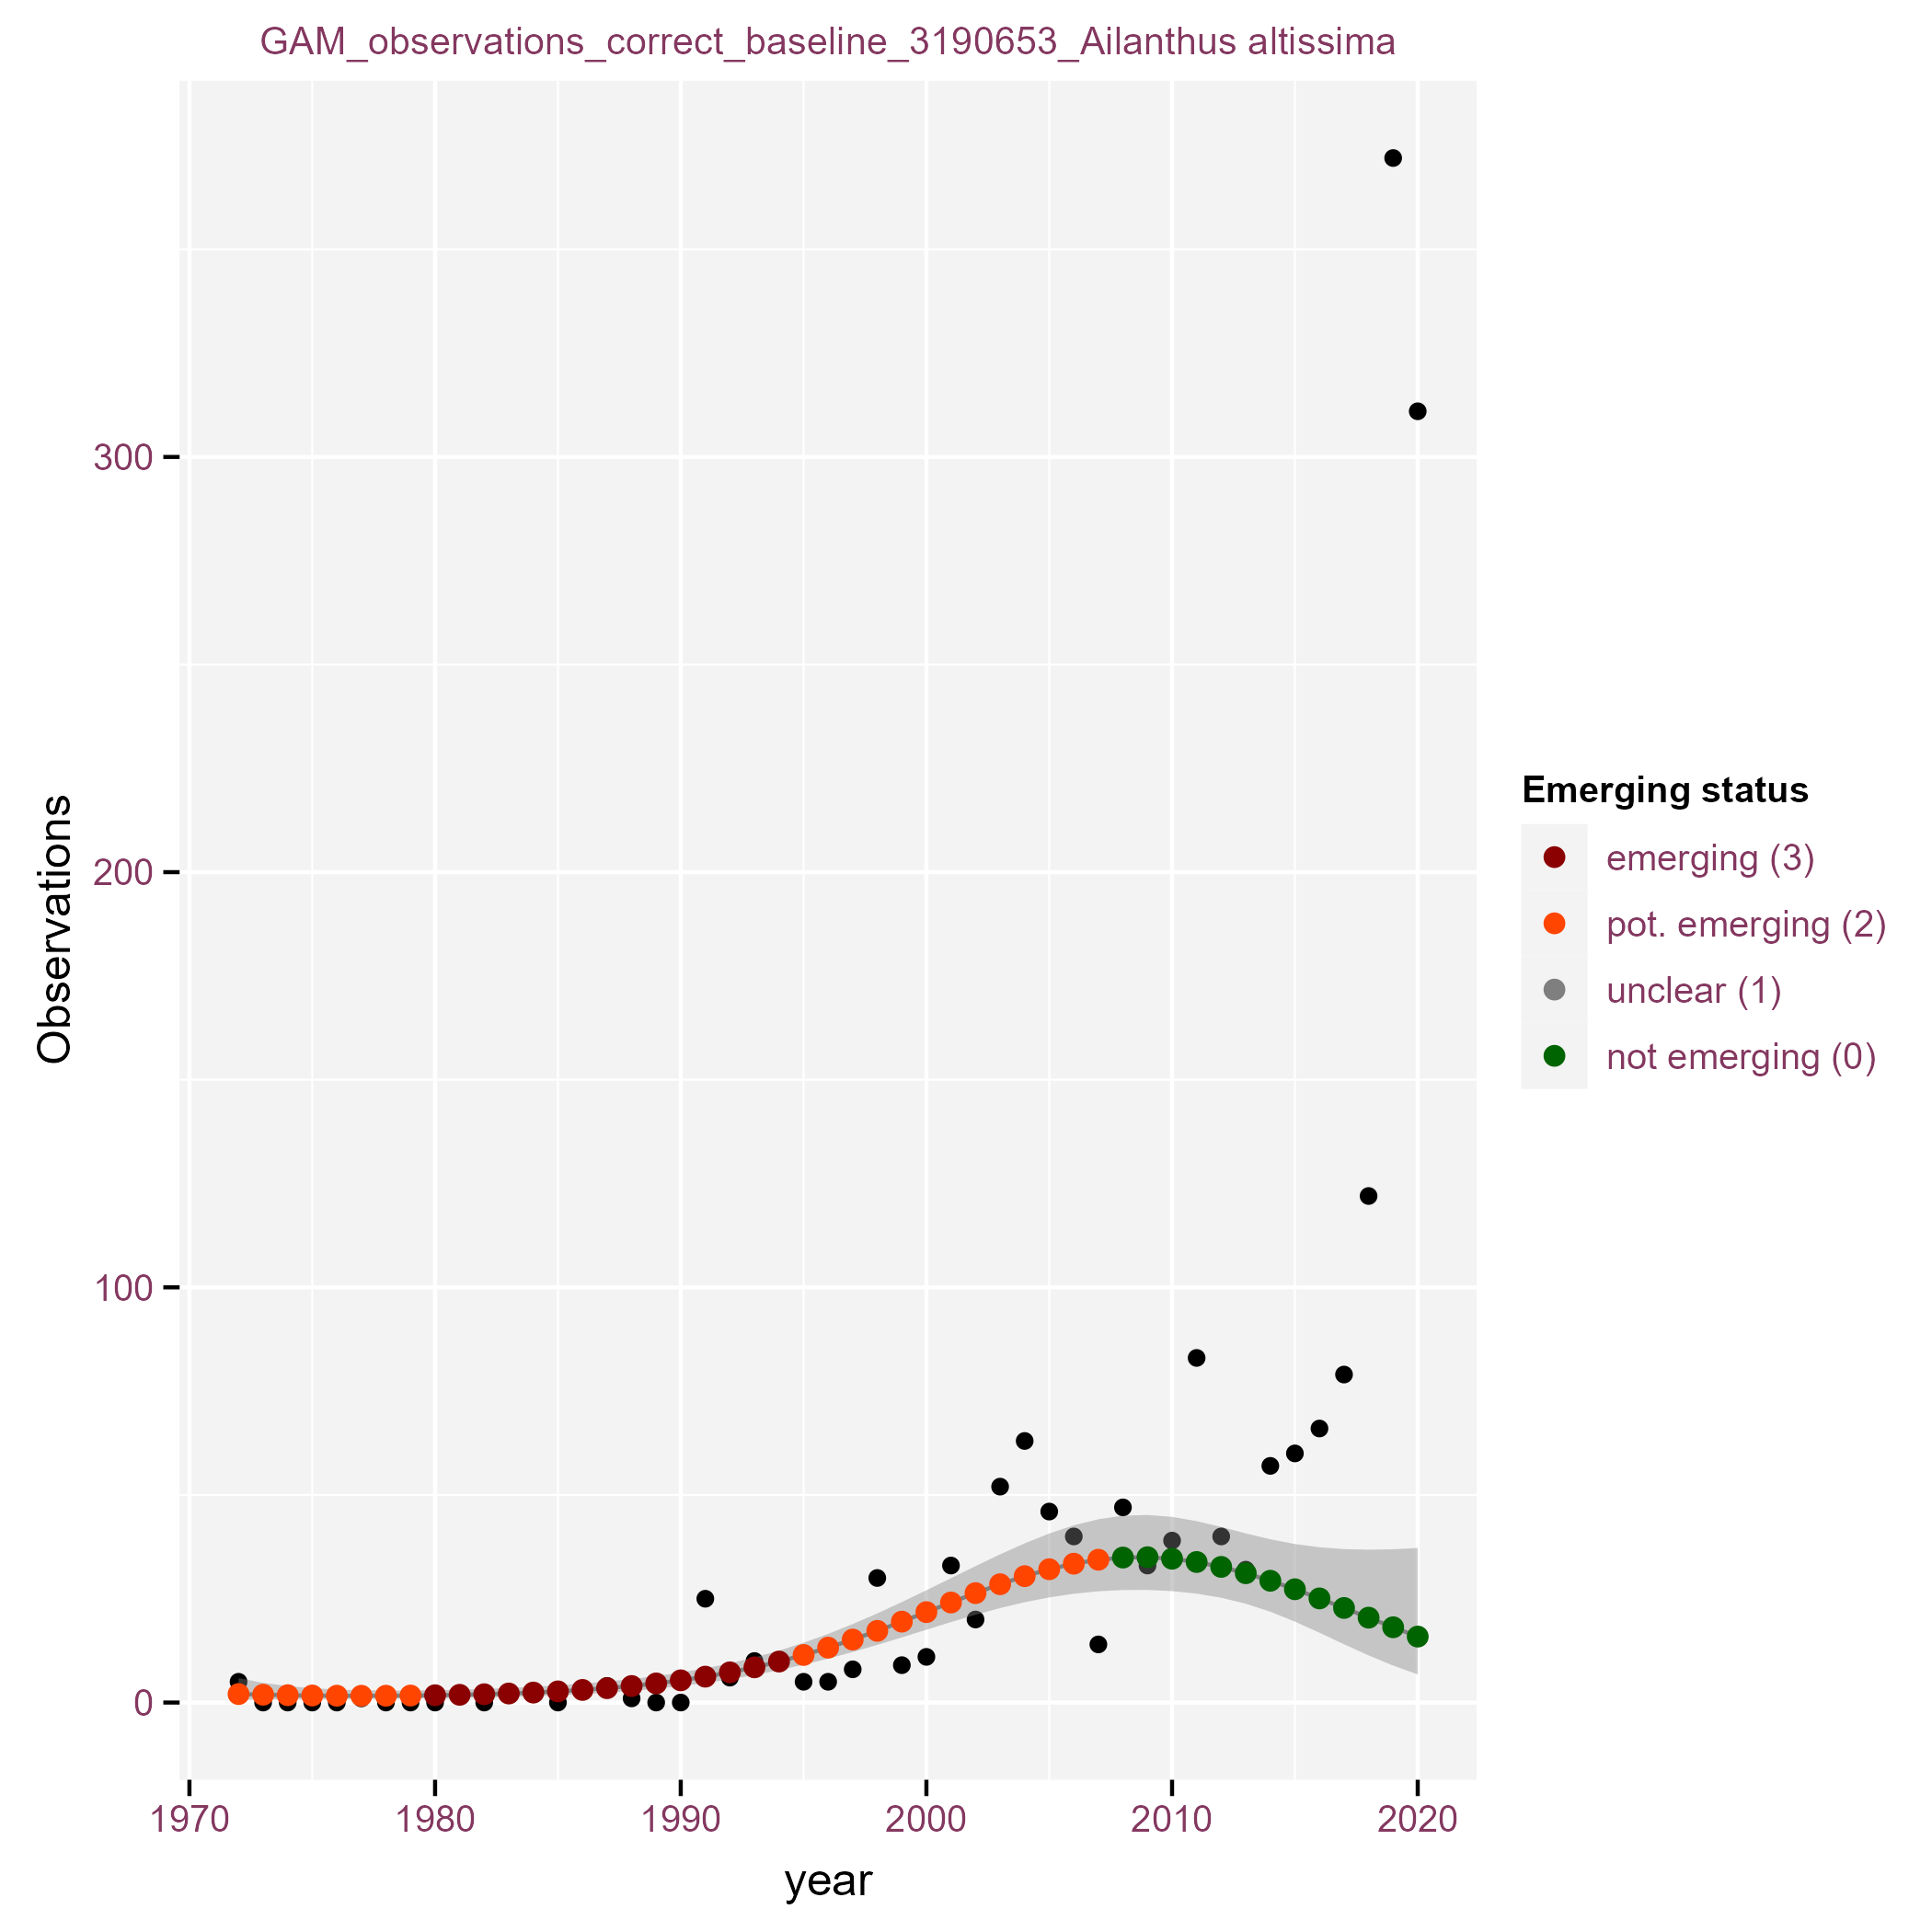 GAM_observations_correct_baseline_3190653_Ailanthus altissima
Observations
300
200
100
0
1970
1980
1990
2000
2010
2020
year
Emerging status
emerging (3)
pot. emerging (2)
unclear (1)
not emerging (0)